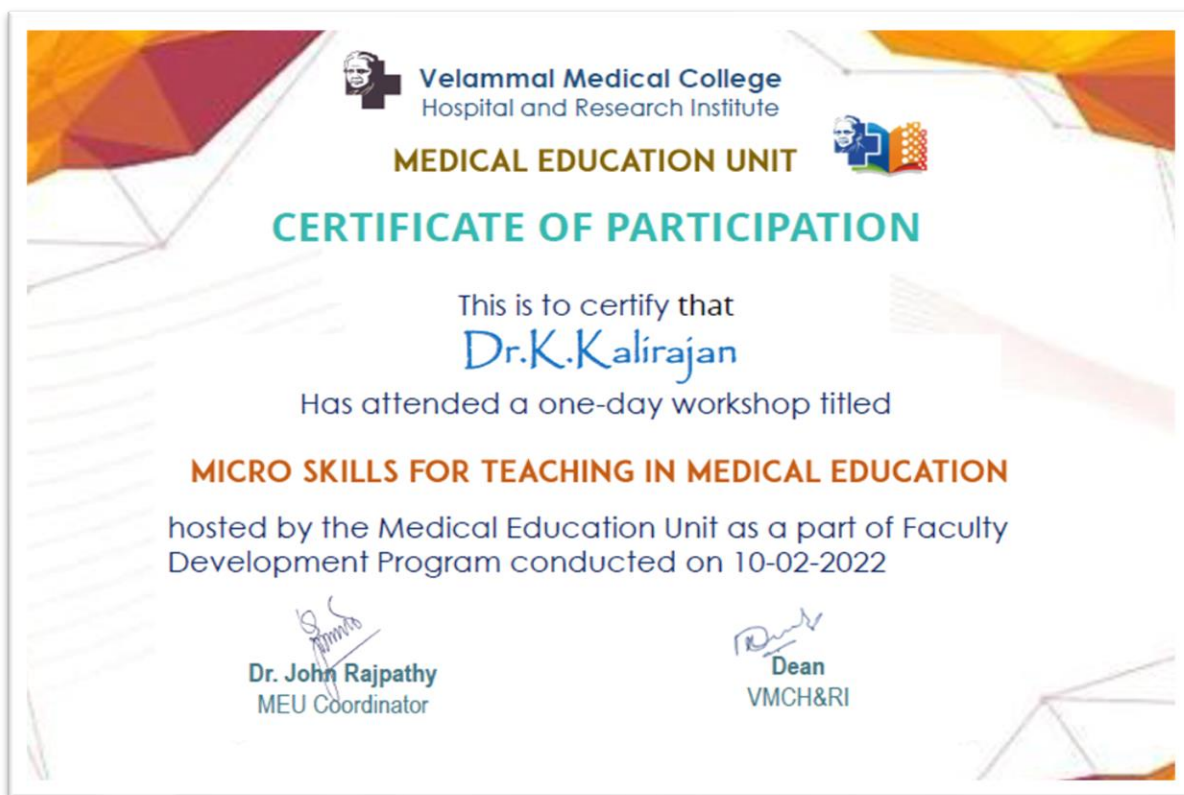 Velammal Medical College
Hospital and Research Institute
MEDICAL EDUCATION UNIT
CERTIFICATE OF PARTICIPATION
This is to certify that
Dr.K.Kalirajan
Has attended a one-day workshop titled
MICRO SKILLS FOR TEACHING IN MEDICAL EDUCATION
hosted by the Medical Education Unit as a part of Faculty
Development Program conducted on 10-02-2022
Dr. John Rajpathy
MEU Coordinator
Dean
VMCH&RI